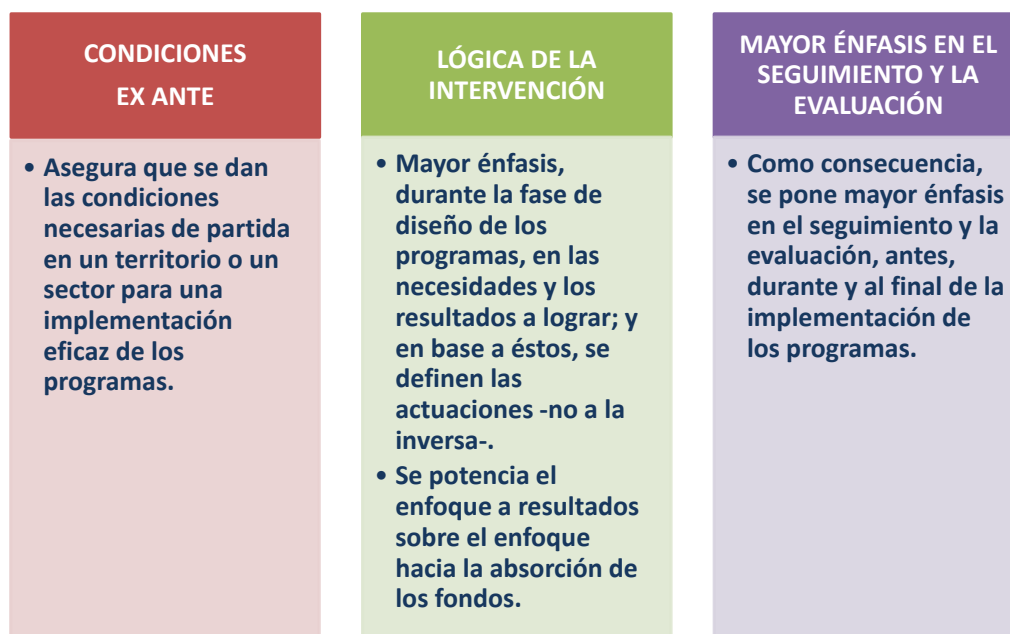 CONDICIONES
EX ANTE
• Asegura que se dan
las condiciones
necesarias de partida
en un territorio o un
sector para una
implementación
eficaz de los
programas.
LÓGICA DE LA
INTERVENCIÓN
• Mayor énfasis,
durante la fase de
diseño de los
programas, en las
necesidades y los
resultados a lograr; y
en base a éstos, se
definen las
actuaciones -no a la
inversa-.
• Se potencia el
enfoque a resultados
sobre el enfoque
hacia la absorción de
los fondos.
MAYOR ÉNFASIS EN EL
SEGUIMIENTO Y LA
EVALUACIÓN
• Como consecuencia,
se pone mayor énfasis
en el seguimiento y la
evaluación, antes,
durante y al final de la
implementación de
los programas.